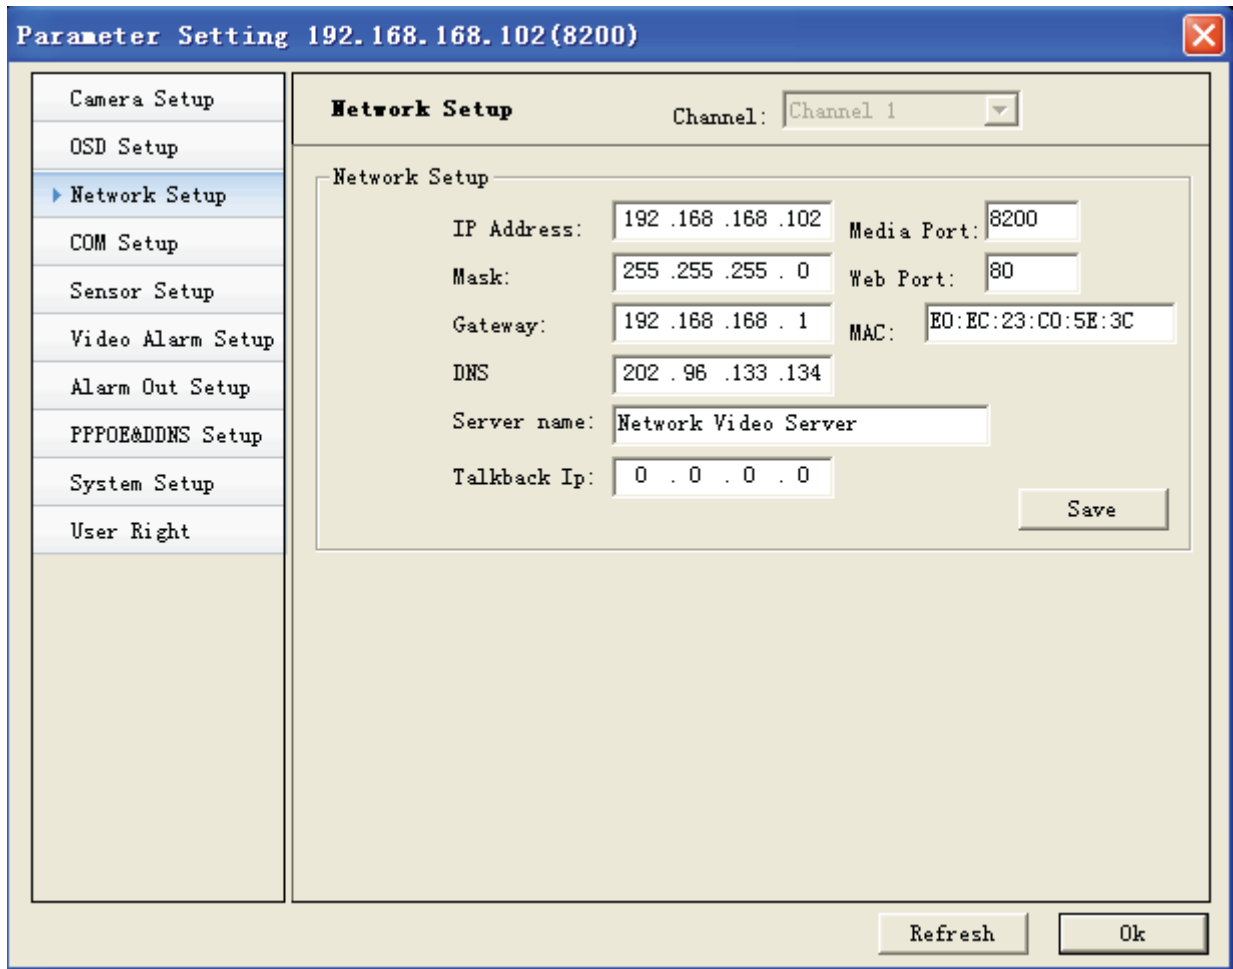 Parameter Setting 192.168.168.102(8200)
Camera Setup
OSD Setup
Network Setup
COM Setup
Sensor Setup
Video Alarm Setup
Alarm Out Setup
PPPOE&DDNS Setup
System Setup
User Right
Network Setup
Channel: Channel 1
Network Setup
IP Address: 192 .168 .168 .102 Media Port: 8200
Mask: 255 .255 .255 . 0 Web Port: 80
Gateway: 192 .168 .168 . 1 MAC: E0:EC:23:C0:5E:3C
DNS 202 . 96 .133 .134
Server name: Network Video Server
Talkback Ip: 0 . 0 . 0 . 0
Save
Refresh Ok